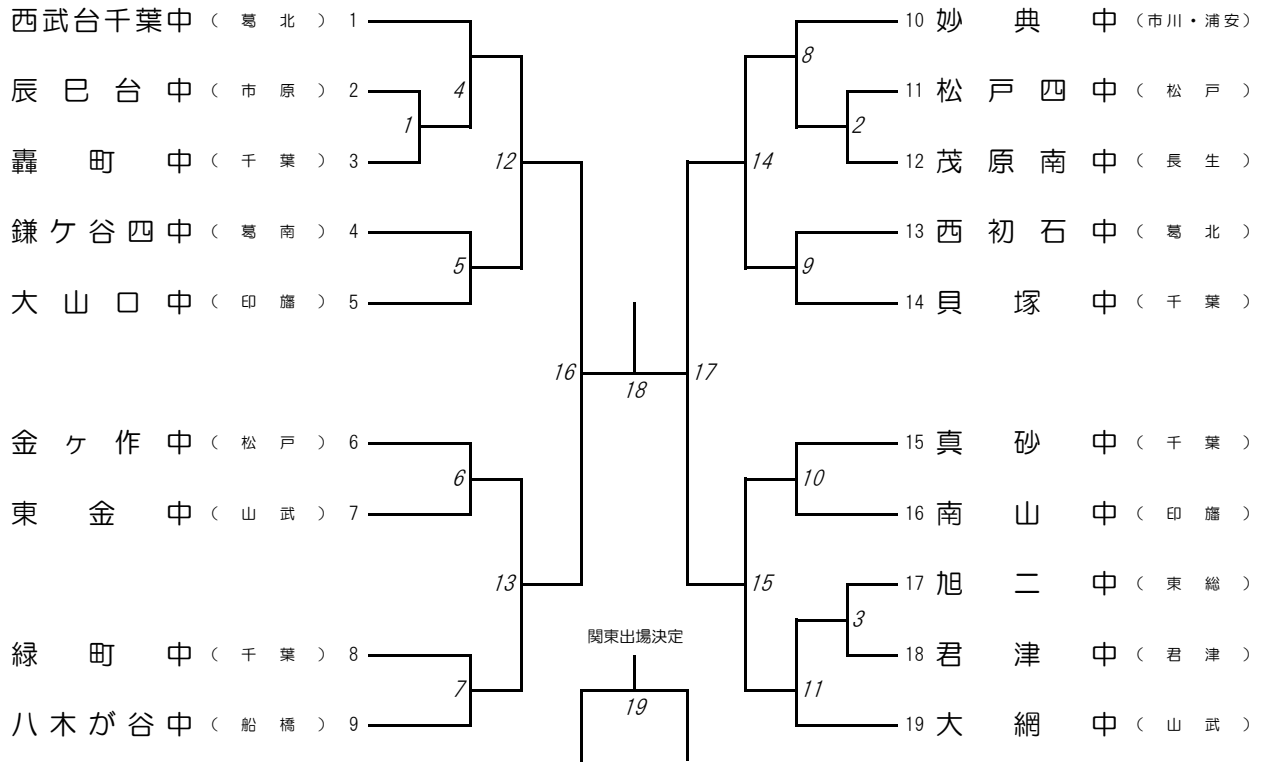 西武台千葉中 (葛北) 1
辰巳台中 (市原) 2
轟町中 (千葉) 3
鎌ケ谷四中 (葛南) 4
大山口中 (印旛) 5
金ヶ作中 (松戸) 6
東金中 (山武) 7
緑町中 (千葉) 8
八木が谷中 (船橋) 9
1
4
5
6
7
12
13
16
18
17
14
15
8
2
9
10
3
11
10 妙典中 (市川・浦安)
11 松戸四中 (松戸)
12 茂原南中 (長生)
13 西初石中 (葛北)
14 貝塚中 (千葉)
15 真砂中 (千葉)
16 南山中 (印旛)
17 旭二中 (東総)
18 君津中 (君津)
19 大網中 (山武)
関東出場決定
19